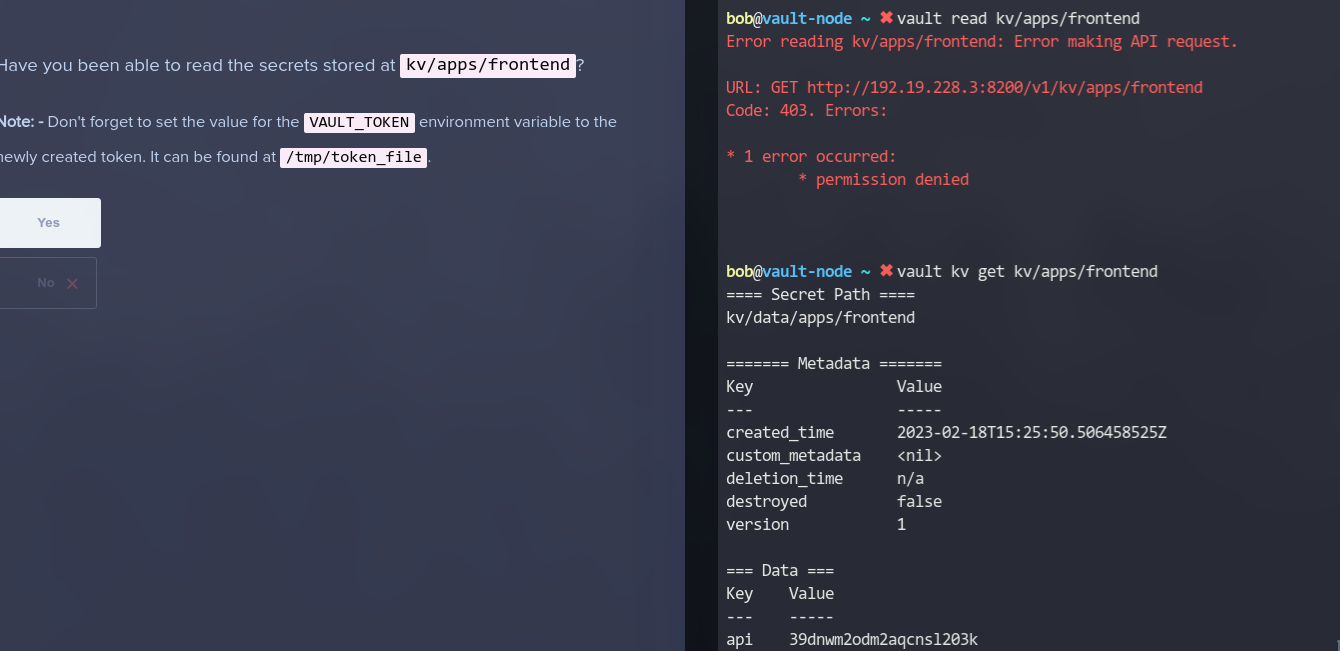 Have you been able to read the secrets stored at kv/apps/frontend?
Note: - Don't forget to set the value for the VAULT_TOKEN environment variable to the
newly created token. It can be found at /tmp/token_file.
Yes
No ✕
bob@vault-node ~ ✖ vault read kv/apps/frontend
Error reading kv/apps/frontend: Error making API request.
URL: GET http://192.19.228.3:8200/v1/kv/apps/frontend
Code: 403. Errors:
* 1 error occurred:
* permission denied
bob@vault-node ~ ✖ vault kv get kv/apps/frontend
==== Secret Path ====
kv/data/apps/frontend
======= Metadata =======
Key Value
--- -----
created_time 2023-02-18T15:25:50.506458525Z
custom_metadata <nil>
deletion_time n/a
destroyed false
version 1
=== Data ===
Key Value
--- -----
api 39dnwm2odm2aqcnsl203k